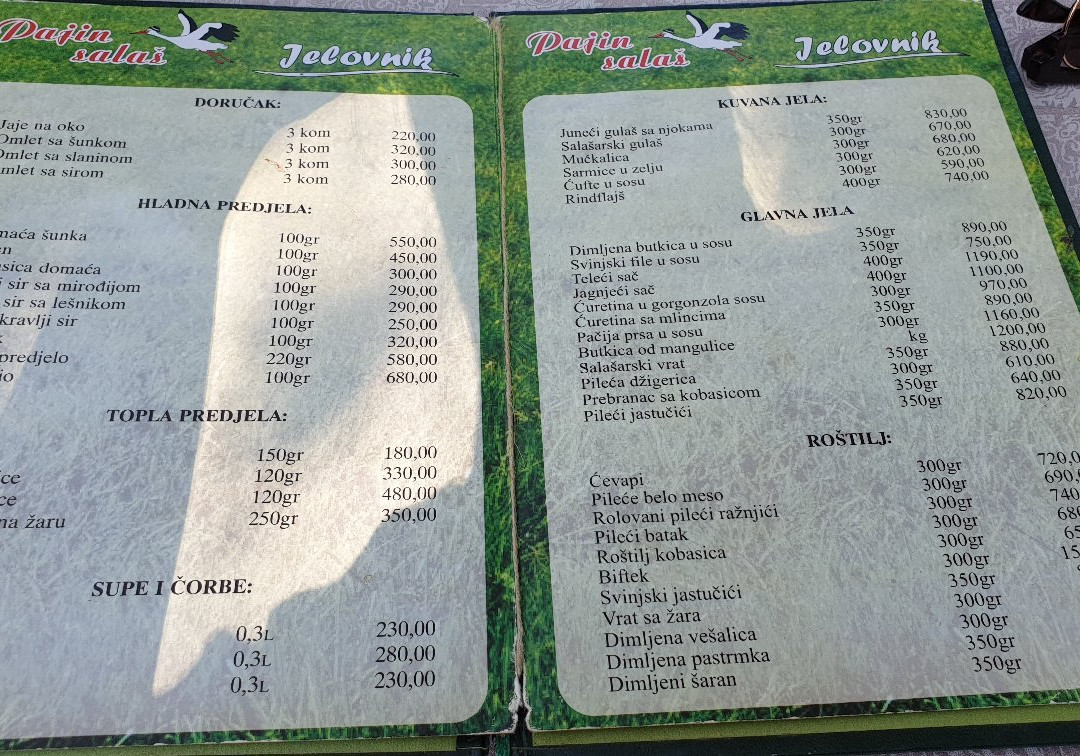 Pajin
salaš
Jelovnik
DORUČAK:
Jaje na oko 3 kom 220,00
Omlet sa šunkom 3 kom 320,00
Omlet sa slaninom 3 kom 300,00
mlet sa sirom 3 kom 280,00
HLADNA PREDJELA:
maća šunka 100gr 550,00
en 100gr 450,00
asica domaća 100gr 300,00
i sir sa mirođijom 100gr 290,00
sir sa lešnikom 100gr 290,00
kravlji sir 100gr 250,00
100gr 320,00
predjelo 220gr 580,00
io 100gr 680,00
TOPLA PREDJELA:
150gr 180,00
ice 120gr 330,00
ce 120gr 480,00
na žaru 250gr 350,00
SUPE I ČORBE:
0,3L 230,00
0,3L 280,00
0,3L 230,00
Pajin
salaš
Jelovnik
KUVANA JELA:
Juneći gulaš sa njokama 350gr 830,00
Salašarski gulaš 300gr 670,00
Mućkalica 300gr 680,00
Sarmice u zelju 300gr 620,00
Ćufte u sosu 300gr 590,00
Rindflajš 400gr 740,00
GLAVNA JELA
Dimljena butkica u sosu 350gr 890,00
Svinjski file u sosu 350gr 750,00
Teleći sač 400gr 1190,00
Jagnjeći sač 400gr 1100,00
Ćuretina u gorgonzola sosu 300gr 970,00
Ćuretina sa mlincima 350gr 890,00
Pačija prsa u sosu 300gr 1160,00
Butkica od mangulice kg 1200,00
Salašarski vrat 350gr 880,00
Pileća džigerica 300gr 610,00
Prebranac sa kobasicom 350gr 640,00
Pileći jastučići 350gr 820,00
ROŠTILJ:
Ćevapi 300gr 720,0
Pileće belo meso 300gr 690,
Rolovani pileći ražnjići 300gr 740
Pileći batak 300gr 680
Roštilj kobasica 300gr 65
Biftek 300gr 15
Svinjski jastučići 350gr
Vrat sa žara 300gr
Dimljena vešalica 300gr
Dimljena pastrmka 350gr
Dimljeni šaran 350gr